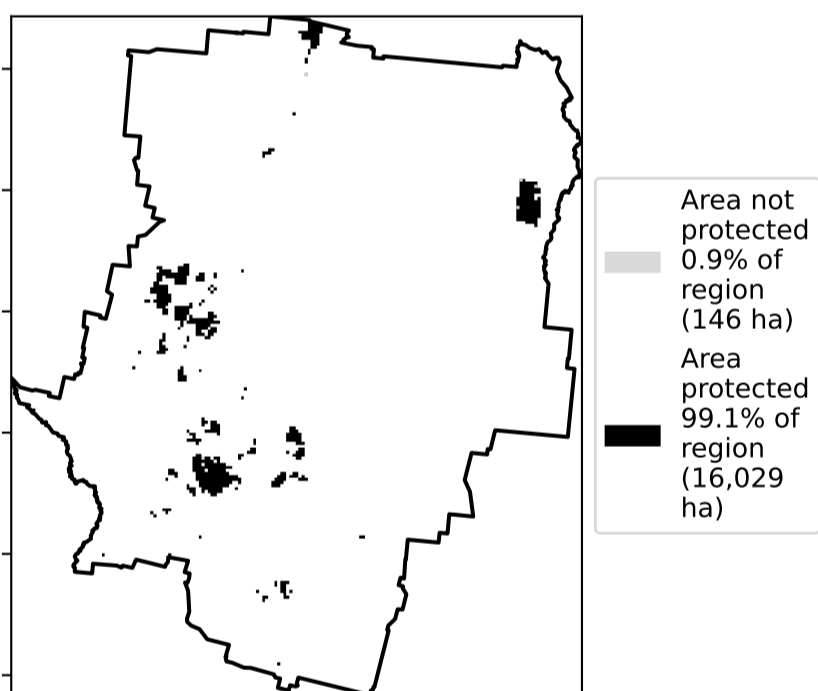 Area not
protected
0.9% of
region
(146 ha)
Area
protected
99.1% of
region
(16,029
ha)